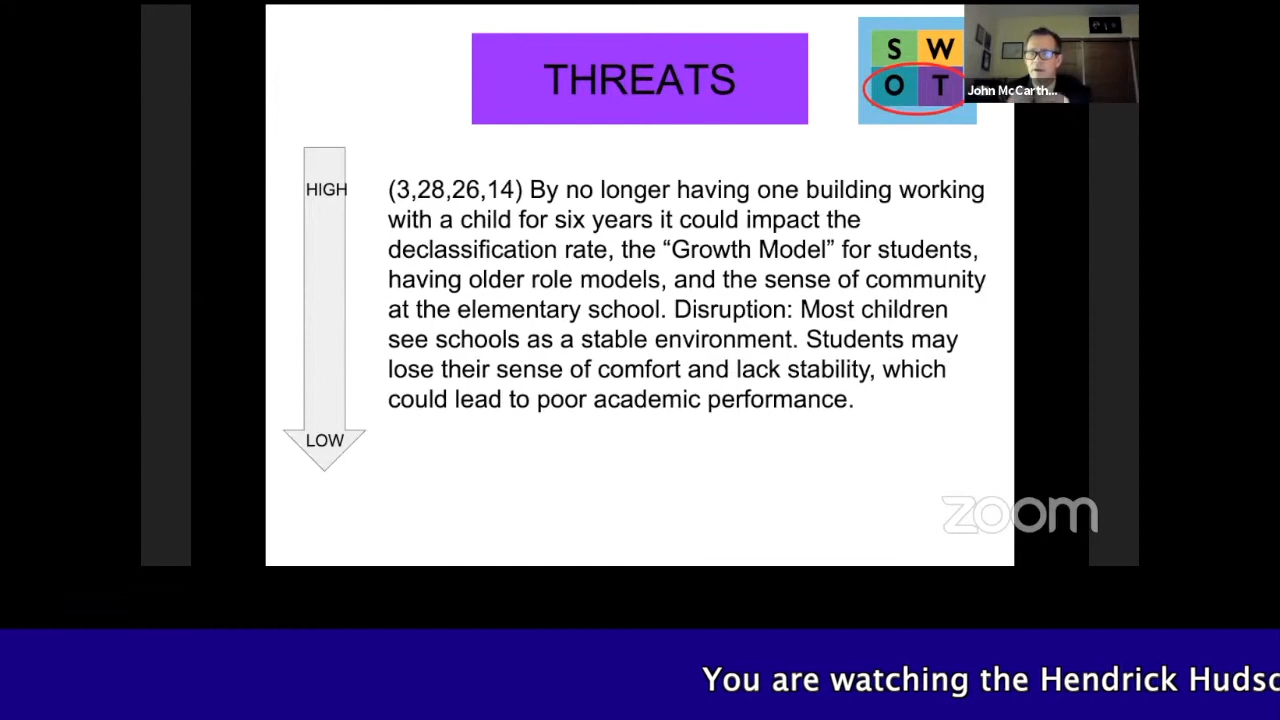 THREATS
S W
O T
John McCarth...
HIGH
LOW
(3,28,26,14) By no longer having one building working
with a child for six years it could impact the
declassification rate, the “Growth Model” for students,
having older role models, and the sense of community
at the elementary school. Disruption: Most children
see schools as a stable environment. Students may
lose their sense of comfort and lack stability, which
could lead to poor academic performance.
zoom
You are watching the Hendrick Hudso